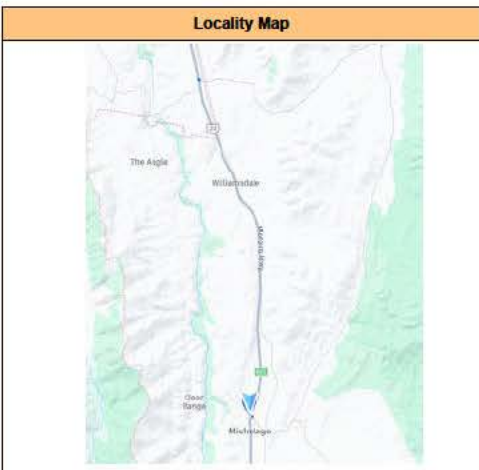 Locality Map
The Angle
Williamsdale
Monaro Hwy
Clear
Range
Michelago